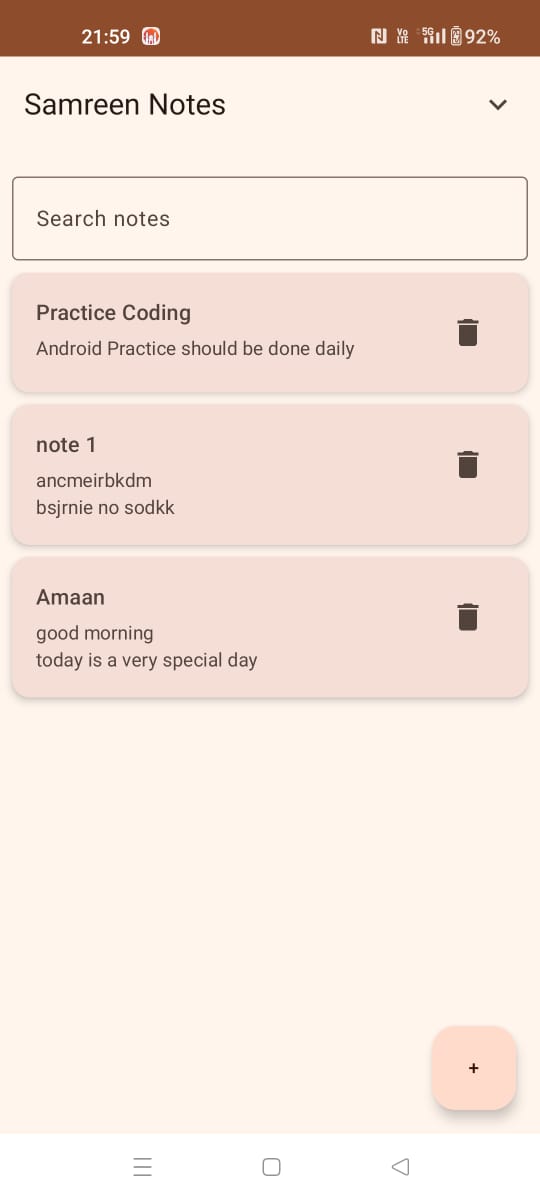 21:59
Vo LTE 5G 92%
Samreen Notes
Search notes
Practice Coding
Android Practice should be done daily
note 1
ancmeirbkdm
bsjrnie no sodkk
Amaan
good morning
today is a very special day
+